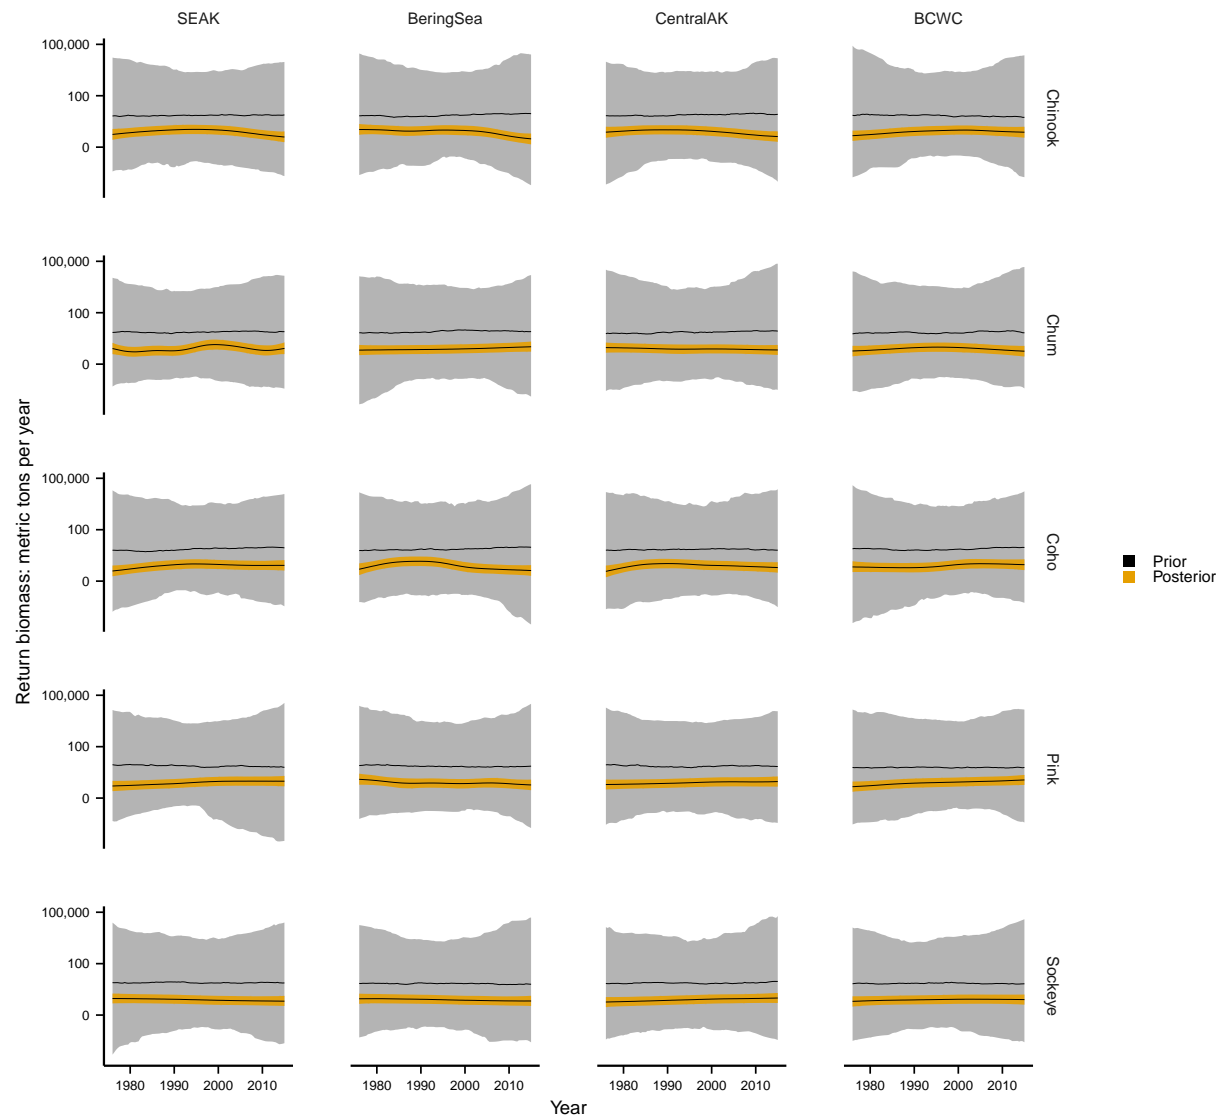 SEAK BeringSea CentralAK BCWC
100,000
100
0
Chinook
100,000
100
0
Chum
100,000
100
0
Coho
100,000
100
0
Pink
100,000
100
0
Sockeye
Return biomass: metric tons per year
1980 1990 2000 2010 1980 1990 2000 2010 1980 1990 2000 2010 1980 1990 2000 2010
Year
Prior
Posterior